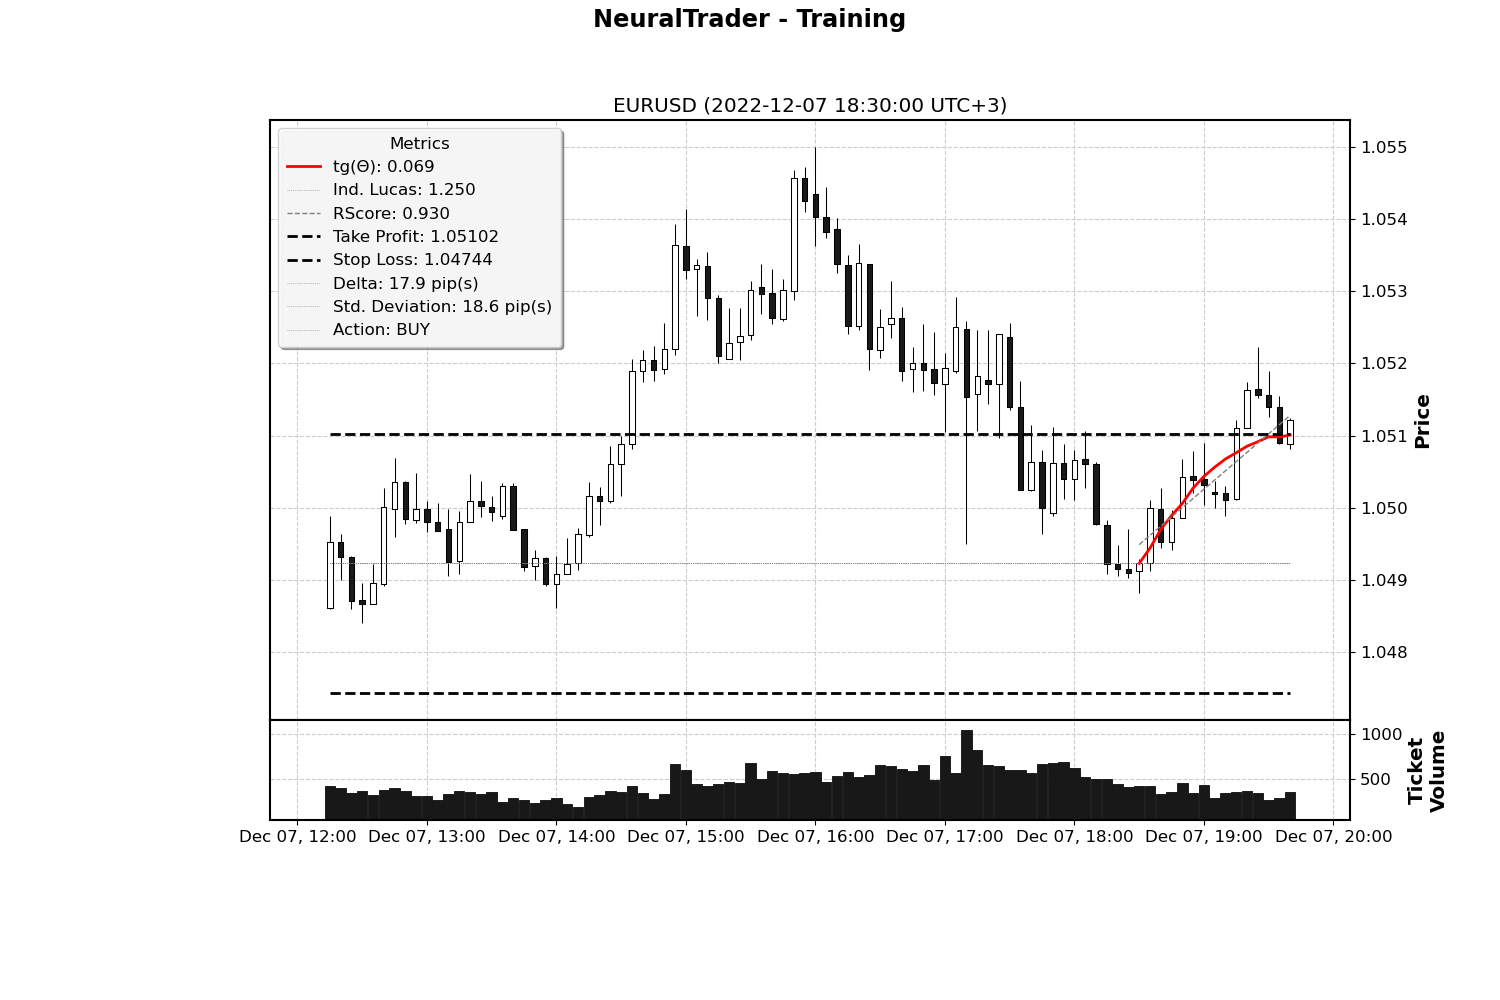 NeuralTrader - Training
EURUSD (2022-12-07 18:30:00 UTC+3)
Metrics
tg(Θ): 0.069
Ind. Lucas: 1.250
RScore: 0.930
Take Profit: 1.05102
Stop Loss: 1.04744
Delta: 17.9 pip(s)
Std. Deviation: 18.6 pip(s)
Action: BUY
1.055
1.054
1.053
1.052
1.051
1.050
1.049
1.048
Price
1000
500
Ticket
Volume
Dec 07, 12:00 Dec 07, 13:00 Dec 07, 14:00 Dec 07, 15:00 Dec 07, 16:00 Dec 07, 17:00 Dec 07, 18:00 Dec 07, 19:00 Dec 07, 20:00